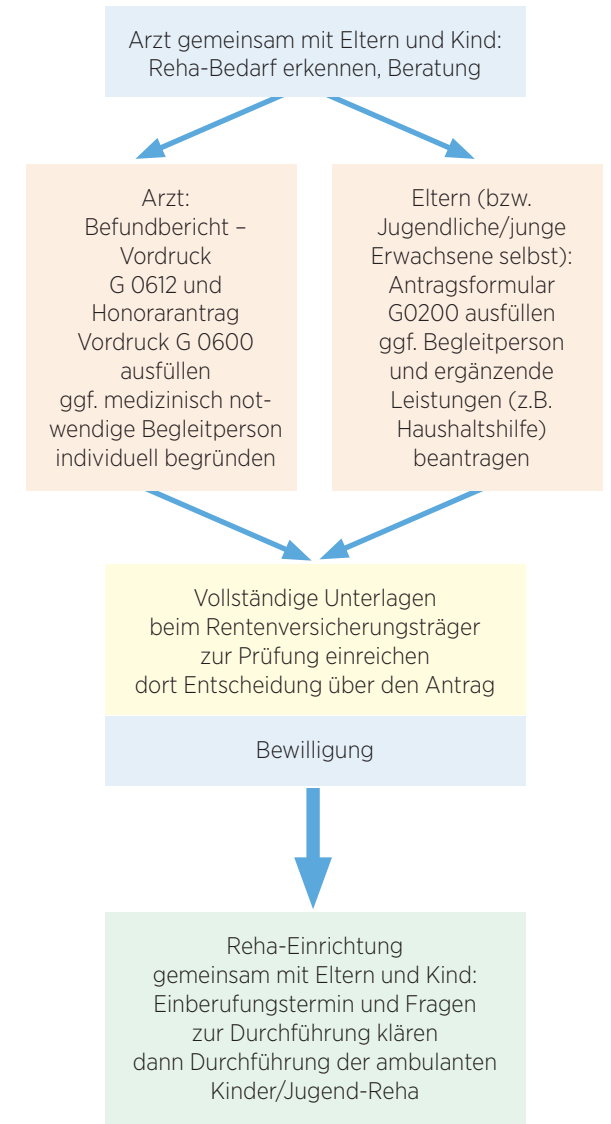 Arzt gemeinsam mit Eltern und Kind:
Reha-Bedarf erkennen, Beratung
Arzt:
Befundbericht –
Vordruck
G 0612 und
Honorarantrag
Vordruck G 0600
ausfüllen
ggf. medizinisch not-
wendige Begleitperson
individuell begründen
Eltern (bzw.
Jugendliche/junge
Erwachsene selbst):
Antragsformular
G0200 ausfüllen
ggf. Begleitperson
und ergänzende
Leistungen (z.B.
Haushaltshilfe)
beantragen
Vollständige Unterlagen
beim Rentenversicherungsträger
zur Prüfung einreichen
dort Entscheidung über den Antrag
Bewilligung
Reha-Einrichtung
gemeinsam mit Eltern und Kind:
Einberufungstermin und Fragen
zur Durchführung klären
dann Durchführung der ambulanten
Kinder/Jugend-Reha